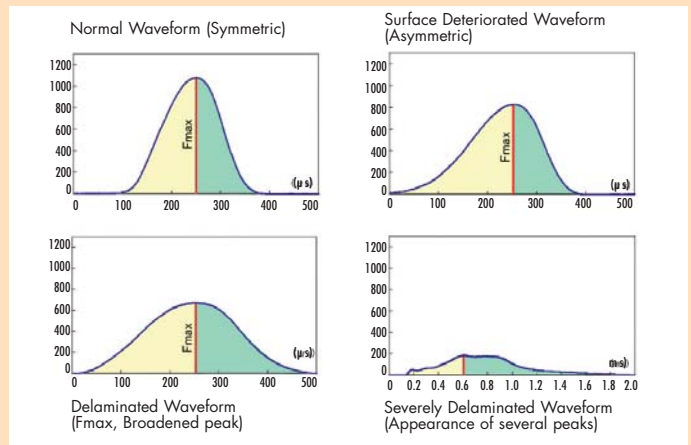 Normal Waveform (Symmetric)
1200
1000
800
600
400
200
0
Fmax
(µ s)
0 100 200 300 400 500
Surface Deteriorated Waveform
(Asymmetric)
1200
1000
800
600
400
200
0
Fmax
(µ s)
0 100 200 300 400 500
1200
1000
800
600
400
200
0
Fmax
(µ s)
0 100 200 300 400 500
Delaminated Waveform
(Fmax, Broadened peak)
1200
1000
800
600
400
200
0
m s)
0 0.2 0.4 0.6 0.8 1.0 1.2 1.4 1.6 1.8 2.0
Severely Delaminated Waveform
(Appearance of several peaks)